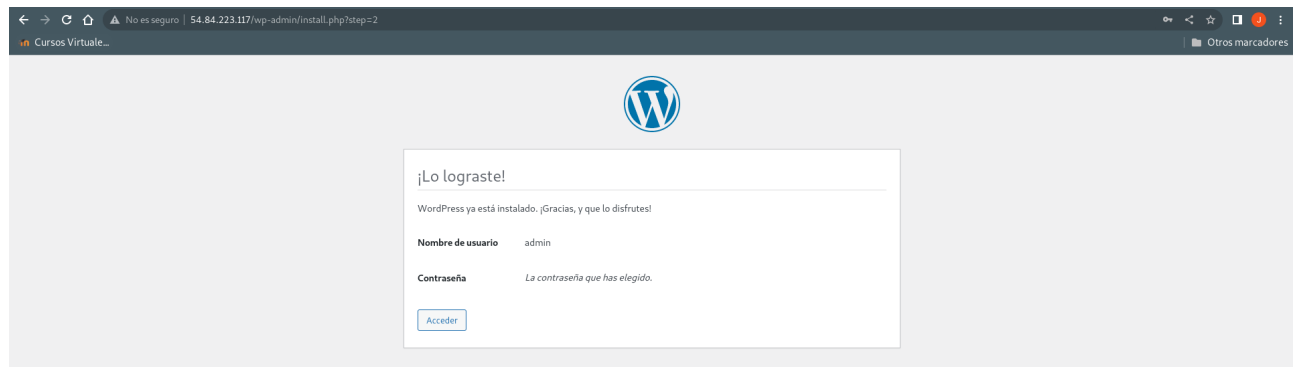 No es seguro | 54.84.223.117/wp-admin/install.php?step=2
J
Cursos Virtuale...
Otros marcadores
W
¡Lo lograste!
WordPress ya está instalado. ¡Gracias, y que lo disfrutes!
Nombre de usuario admin
Contraseña La contraseña que has elegido.
Acceder